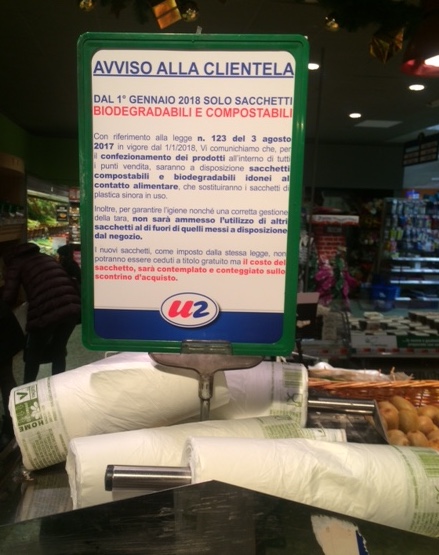 AVVISO ALLA CLIENTELA
DAL 1° GENNAIO 2018 SOLO SACCHETTI
BIODEGRADABILI E COMPOSTABILI
Con riferimento alla legge n. 123 del 3 agosto
2017 in vigore dal 1/1/2018, Vi comunichiamo che, per
il confezionamento dei prodotti all'interno di tutti
i punti vendita, saranno a disposizione sacchetti
compostabili e biodegradabili idonei al
contatto alimentare, che sostituiranno i sacchetti di
plastica sinora in uso.
Inoltre, per garantire l'igiene nonché una corretta gestione
della tara, non sarà ammesso l'utilizzo di altri
sacchetti al di fuori di quelli messi a disposizione
dal negozio.
I nuovi sacchetti, come imposto dalla stessa legge, non
potranno essere ceduti a titolo gratuito ma il costo del
sacchetto, sarà contemplato e conteggiato sullo
scontrino d'acquisto.
U2
HOME